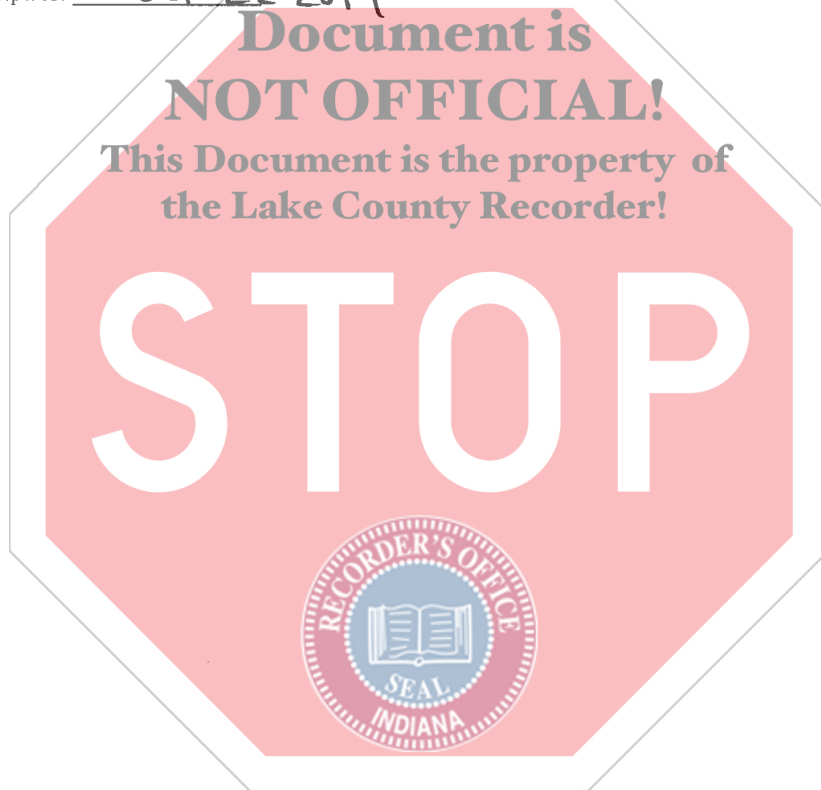 Document is
NOT OFFICIAL!
This Document is the property of
the Lake County Recorder!
STOP
RECORDER'S OFFICE
SEAL
INDIANA